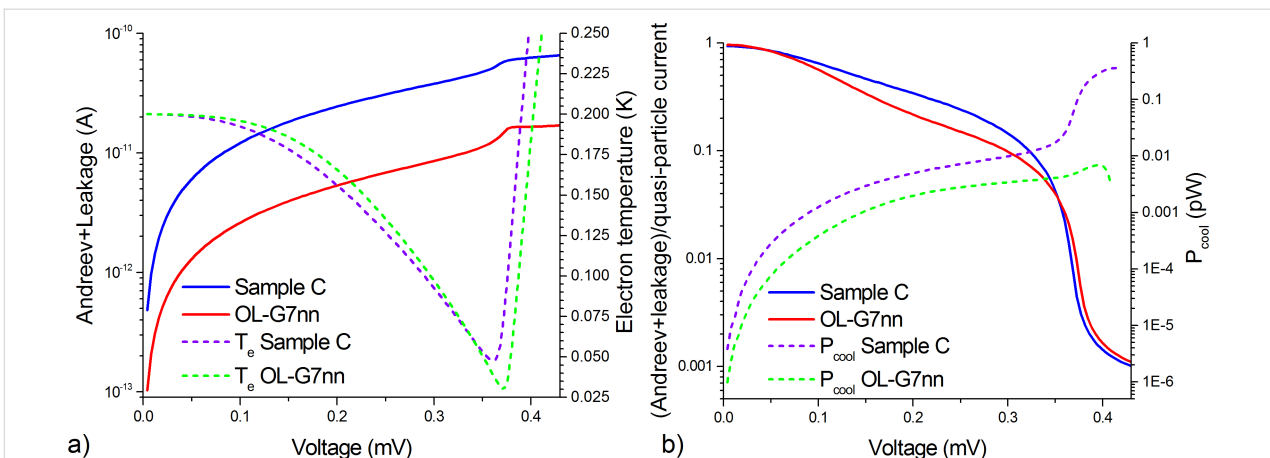 10⁻¹⁰
10⁻¹¹
10⁻¹²
10⁻¹³
Andreev+Leakage (A)
0.250
0.225
0.200
0.175
0.150
0.125
0.100
0.075
0.050
0.025
Electron temperature (K)
Sample C
OL-G7nn
Tₑ Sample C
Tₑ OL-G7nn
0.0 0.1 0.2 0.3 0.4
Voltage (mV)
a)
1
0.1
0.01
0.001
(Andreev+leakage)/quasi-particle current
1
0.1
0.01
0.001
1E-4
1E-5
1E-6
P_cool (pW)
Sample C
OL-G7nn
P_cool Sample C
P_cool OL-G7nn
0.0 0.1 0.2 0.3 0.4
Voltage (mV)
b)